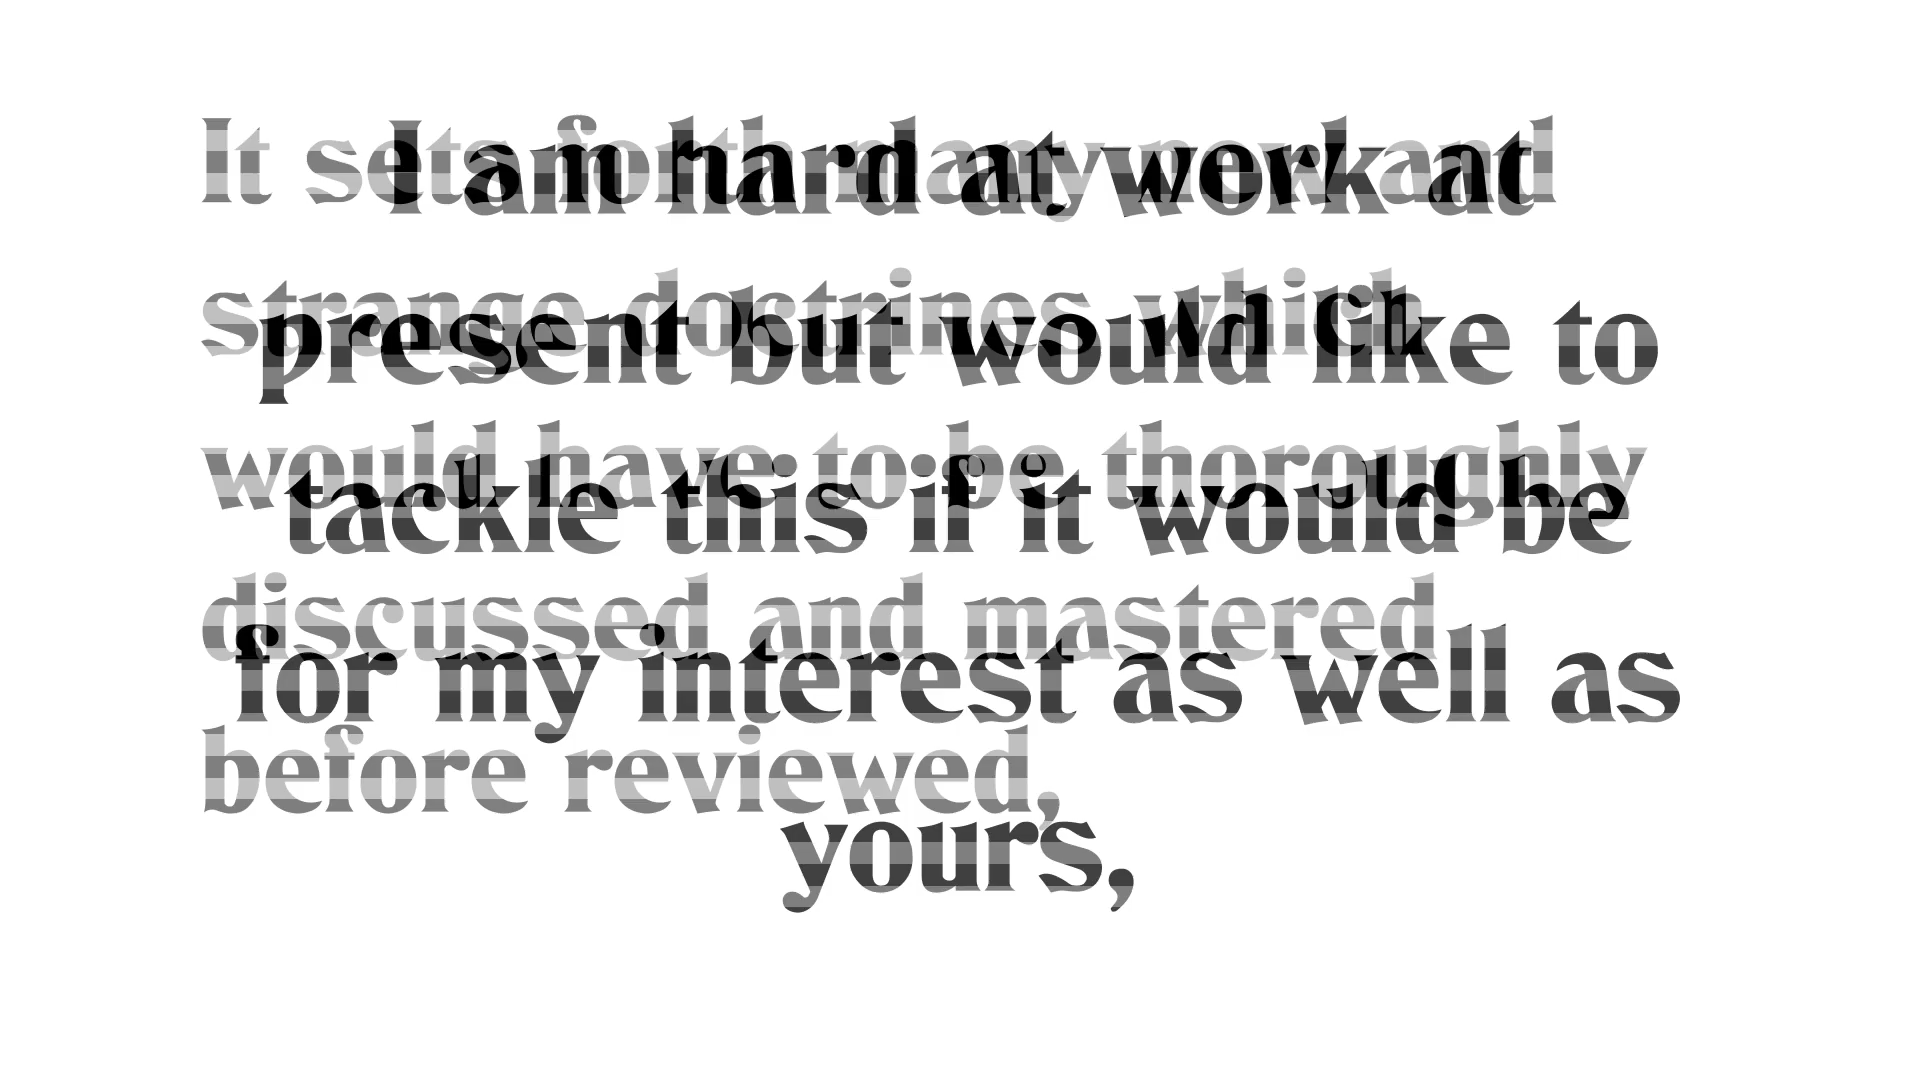 It sets forth many new and
I am hard at work at
strange doctrines which
present but would like to
would have to be thoroughly
tackle this if it would be
discussed and mastered
for my interest as well as
before reviewed,
yours,